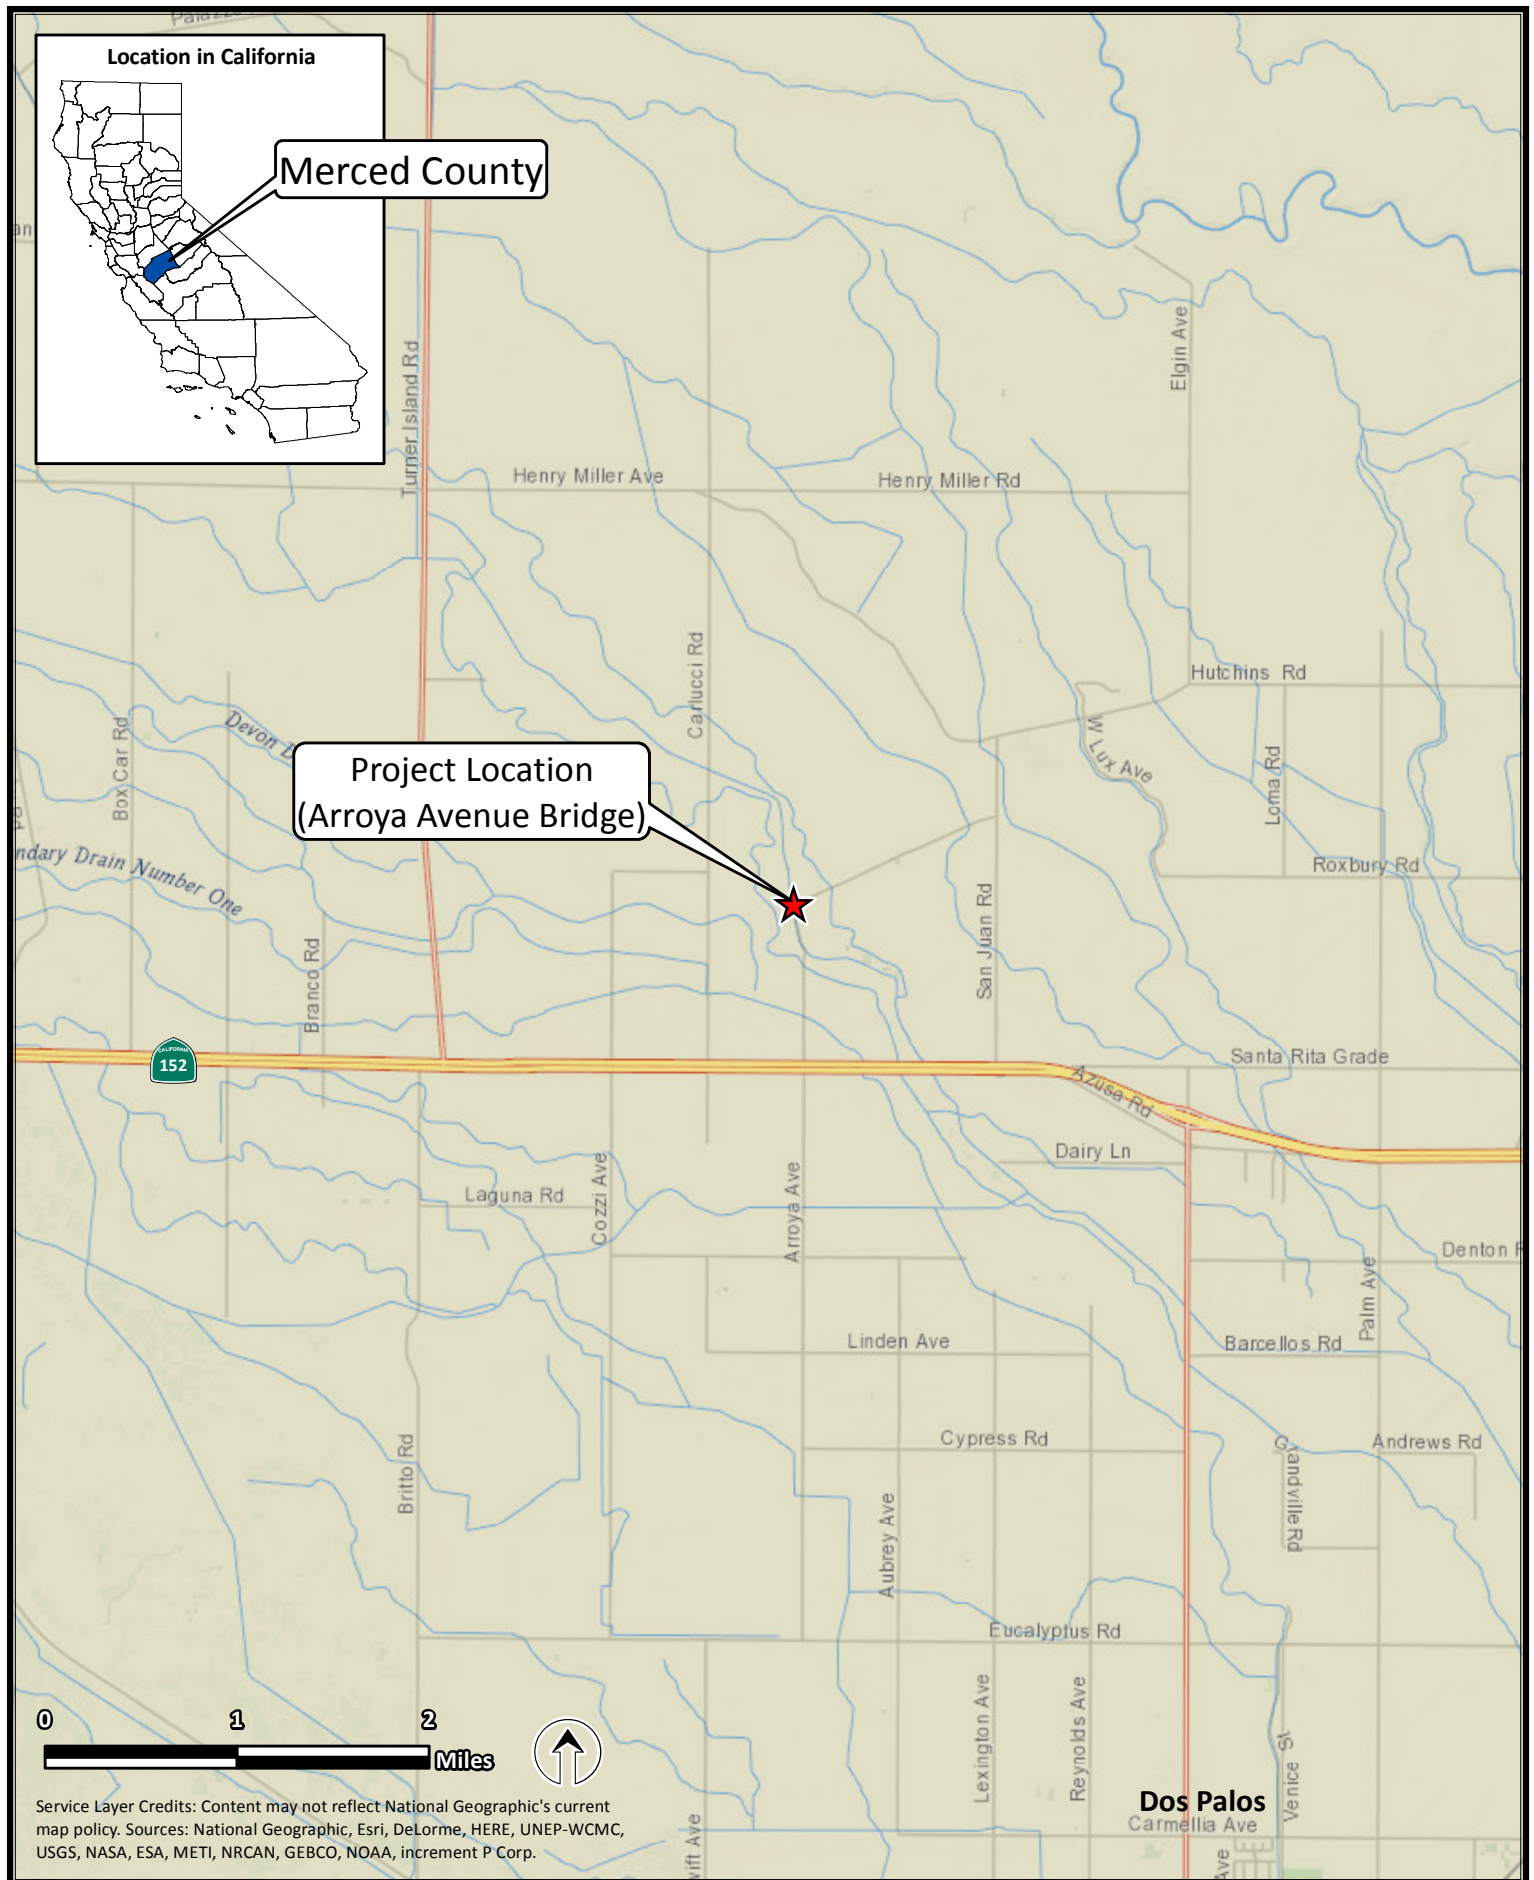 Palazzo
Location in California
Merced County
an
Turner Island Rd
Elgin Ave
Henry Miller Ave
Henry Miller Rd
Carlucci Rd
Hutchins Rd
Box Car Rd
Devon D
W Lux Ave
Loma Rd
Project Location
(Arroya Avenue Bridge)
ndary Drain Number One
Roxbury Rd
Branco Rd
San Juan Rd
CALIFORNIA
152
Santa Rita Grade
Azusa Rd
Dairy Ln
Laguna Rd
Cozzi Ave
Arroya Ave
Denton R
Palm Ave
Linden Ave
Barcellos Rd
Cypress Rd
Andrews Rd
Grandville Rd
Britto Rd
Aubrey Ave
Eucalyptus Rd
Lexington Ave
Reynolds Ave
Venice St
0 1 2
Miles
Dos Palos
Carmellia Ave
wift Ave
Ave
Service Layer Credits: Content may not reflect National Geographic's current
map policy. Sources: National Geographic, Esri, DeLorme, HERE, UNEP-WCMC,
USGS, NASA, ESA, METI, NRCAN, GEBCO, NOAA, increment P Corp.